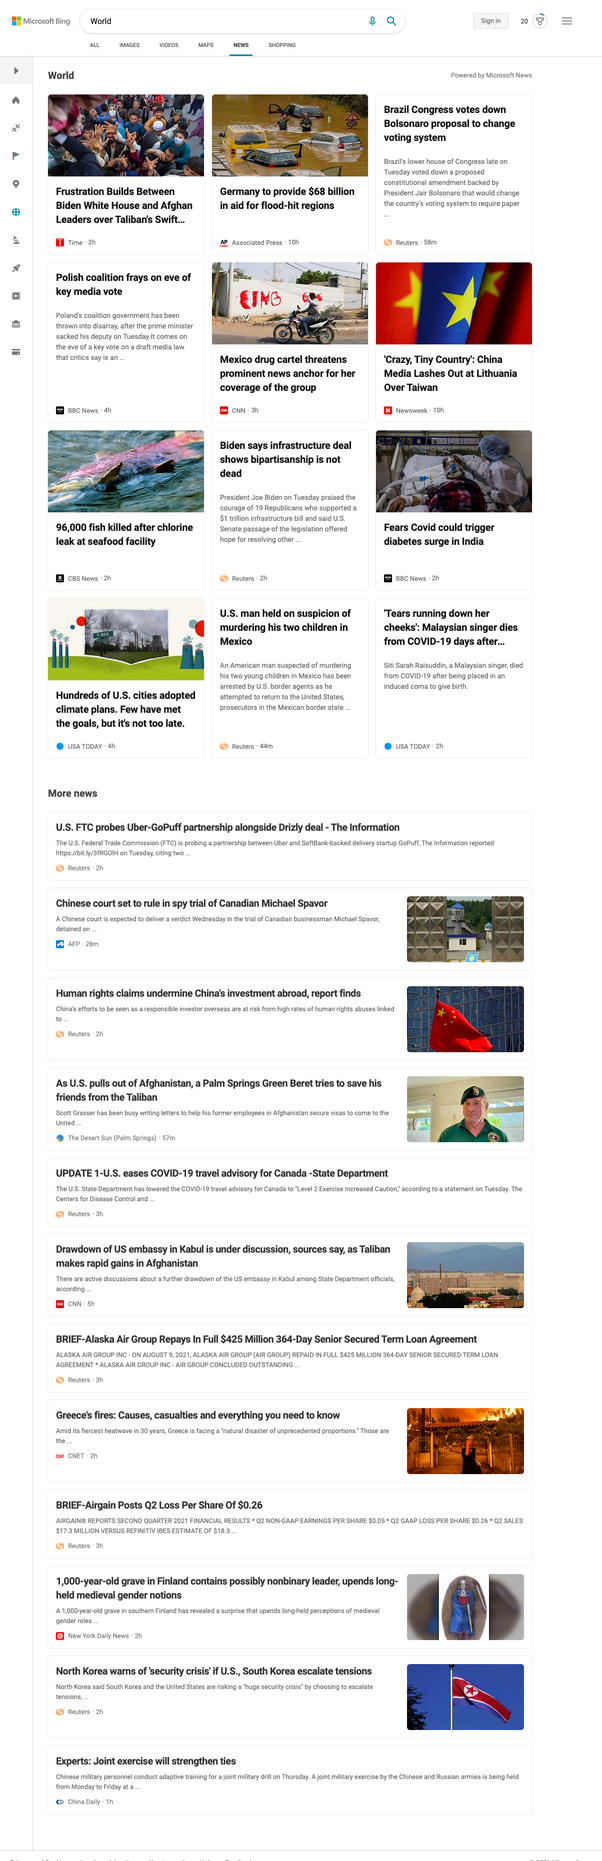 Microsoft Bing
World
Sign in
20
ALL
IMAGES
VIDEOS
MAPS
NEWS
SHOPPING
World
Powered by Microsoft News
Frustration Builds Between
Biden White House and Afghan
Leaders over Taliban's Swift...
Time · 2h
Germany to provide $68 billion
in aid for flood-hit regions
AP
Associated Press · 10h
Brazil Congress votes down
Bolsonaro proposal to change
voting system
Brazil's lower house of Congress late on
Tuesday voted down a proposed
constitutional amendment backed by
President Jair Bolsonaro that would change
the country's voting system to require paper
...
Reuters · 58m
Polish coalition frays on eve of
key media vote
Poland's coalition government has been
thrown into disarray, after the prime minister
sacked his deputy on Tuesday.It comes on
the eve of a key vote on a draft media law
that critics say is an ...
BBC News · 4h
Mexico drug cartel threatens
prominent news anchor for her
coverage of the group
CNN · 3h
'Crazy, Tiny Country': China
Media Lashes Out at Lithuania
Over Taiwan
N
Newsweek · 10h
96,000 fish killed after chlorine
leak at seafood facility
CBS News · 2h
Biden says infrastructure deal
shows bipartisanship is not
dead
President Joe Biden on Tuesday praised the
courage of 19 Republicans who supported a
$1 trillion infrastructure bill and said U.S.
Senate passage of the legislation offered
hope for resolving other ...
Reuters · 2h
Fears Covid could trigger
diabetes surge in India
BBC News · 2h
Hundreds of U.S. cities adopted
climate plans. Few have met
the goals, but it's not too late.
USA TODAY · 4h
U.S. man held on suspicion of
murdering his two children in
Mexico
An American man suspected of murdering
his two young children in Mexico has been
arrested by U.S. border agents as he
attempted to return to the United States,
prosecutors in the Mexican border state ...
Reuters · 44m
'Tears running down her
cheeks': Malaysian singer dies
from COVID-19 days after...
Siti Sarah Raisuddin, a Malaysian singer, died
from COVID-19 after being placed in an
induced coma to give birth.
USA TODAY · 2h
More news
U.S. FTC probes Uber-GoPuff partnership alongside Drizly deal - The Information
The U.S. Federal Trade Commission (FTC) is probing a partnership between Uber and SoftBank-backed delivery startup GoPuff, The Information reported
https://bit.ly/3fRGOlH on Tuesday, citing two ...
Reuters · 2h
Chinese court set to rule in spy trial of Canadian Michael Spavor
A Chinese court is expected to deliver a verdict Wednesday in the trial of Canadian businessman Michael Spavor,
detained on ...
AFP · 28m
Human rights claims undermine China's investment abroad, report finds
China's efforts to be seen as a responsible investor overseas are at risk from high rates of human rights abuses linked
to ...
Reuters · 2h
As U.S. pulls out of Afghanistan, a Palm Springs Green Beret tries to save his
friends from the Taliban
Scott Grasser has been busy writing letters to help his former employees in Afghanistan secure visas to come to the
United ...
The Desert Sun (Palm Springs) · 57m
UPDATE 1-U.S. eases COVID-19 travel advisory for Canada -State Department
The U.S. State Department has lowered the COVID-19 travel advisory for Canada to "Level 2 Exercise Increased Caution," according to a statement on Tuesday. The
Centers for Disease Control and ...
Reuters · 3h
Drawdown of US embassy in Kabul is under discussion, sources say, as Taliban
makes rapid gains in Afghanistan
There are active discussions about a further drawdown of the US embassy in Kabul among State Department officials,
according ...
CNN · 5h
BRIEF-Alaska Air Group Repays In Full $425 Million 364-Day Senior Secured Term Loan Agreement
ALASKA AIR GROUP INC - ON AUGUST 9, 2021, ALASKA AIR GROUP (AIR GROUP) REPAID IN FULL $425 MILLION 364-DAY SENIOR SECURED TERM LOAN
AGREEMENT * ALASKA AIR GROUP INC - AIR GROUP CONCLUDED OUTSTANDING ...
Reuters · 3h
Greece's fires: Causes, casualties and everything you need to know
Amid its fiercest heatwave in 30 years, Greece is facing a "natural disaster of unprecedented proportions." Those are
the ...
CNET · 2h
BRIEF-Airgain Posts Q2 Loss Per Share Of $0.26
AIRGAIN® REPORTS SECOND QUARTER 2021 FINANCIAL RESULTS * Q2 NON-GAAP EARNINGS PER SHARE $0.05 * Q2 GAAP LOSS PER SHARE $0.26 * Q2 SALES
$17.3 MILLION VERSUS REFINITIV IBES ESTIMATE OF $18.3 ...
Reuters · 3h
1,000-year-old grave in Finland contains possibly nonbinary leader, upends long-
held medieval gender notions
A 1,000-year-old grave in southern Finland has revealed a surprise that upends long-held perceptions of medieval
gender roles ...
New York Daily News · 2h
North Korea warns of 'security crisis' if U.S., South Korea escalate tensions
North Korea said South Korea and the United States are risking a "huge security crisis" by choosing to escalate
tensions, ...
Reuters · 2h
Experts: Joint exercise will strengthen ties
Chinese military personnel conduct adaptive training for a joint military drill on Thursday. A joint military exercise by the Chinese and Russian armies is being held
from Monday to Friday at a ...
China Daily · 1h